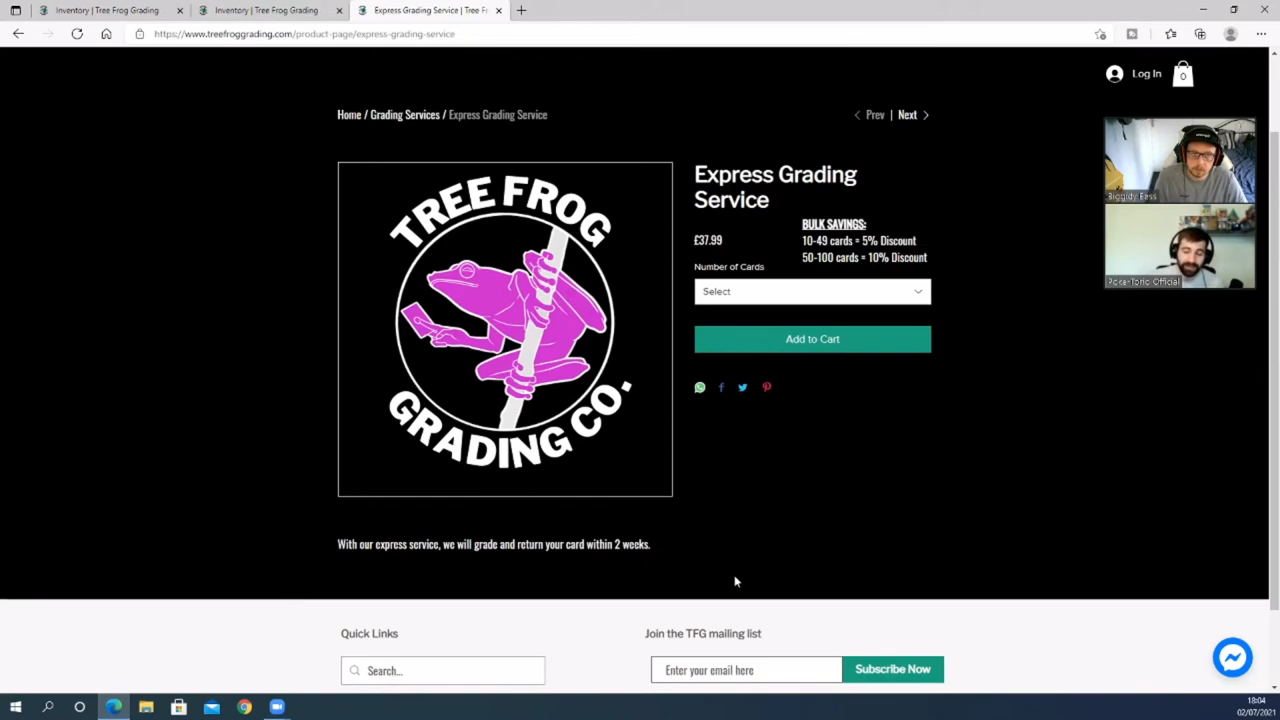 Inventory | Tree Frog Grading
Inventory | Tree Frog Grading
Express Grading Service | Tree F
https://www.treefroggrading.com/product-page/express-grading-service
Log In
0
Home / Grading Services / Express Grading Service
Prev | Next
TREE FROG
GRADING CO.
Express Grading
Service
BULK SAVINGS:
£37.99
10-49 cards = 5% Discount
50-100 cards = 10% Discount
Number of Cards
Select
Add to Cart
Biggidy Bess
Poke-Toric Official
With our express service, we will grade and return your card within 2 weeks.
Quick Links
Join the TFG mailing list
Search...
Enter your email here
Subscribe Now
18:04
02/07/2021